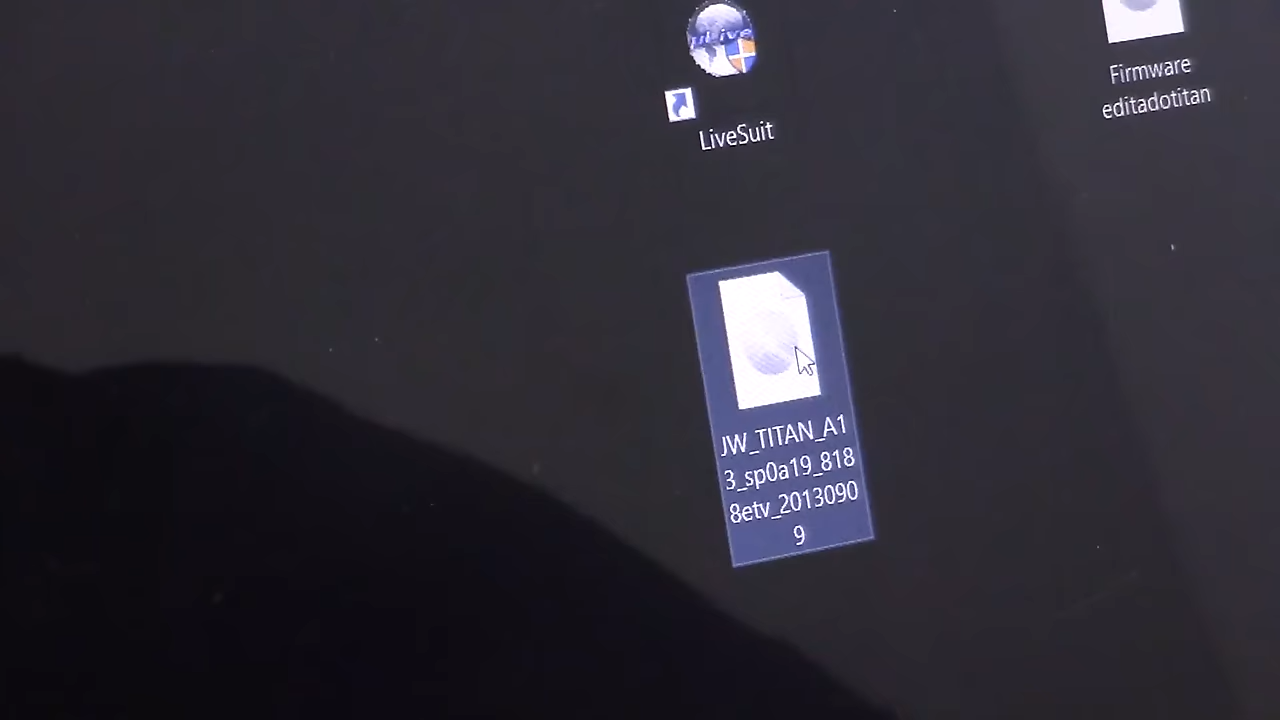 LiveSuit
Firmware
editadotitan
JW_TITAN_A1
3_sp0a19_818
8etv_2013090
9